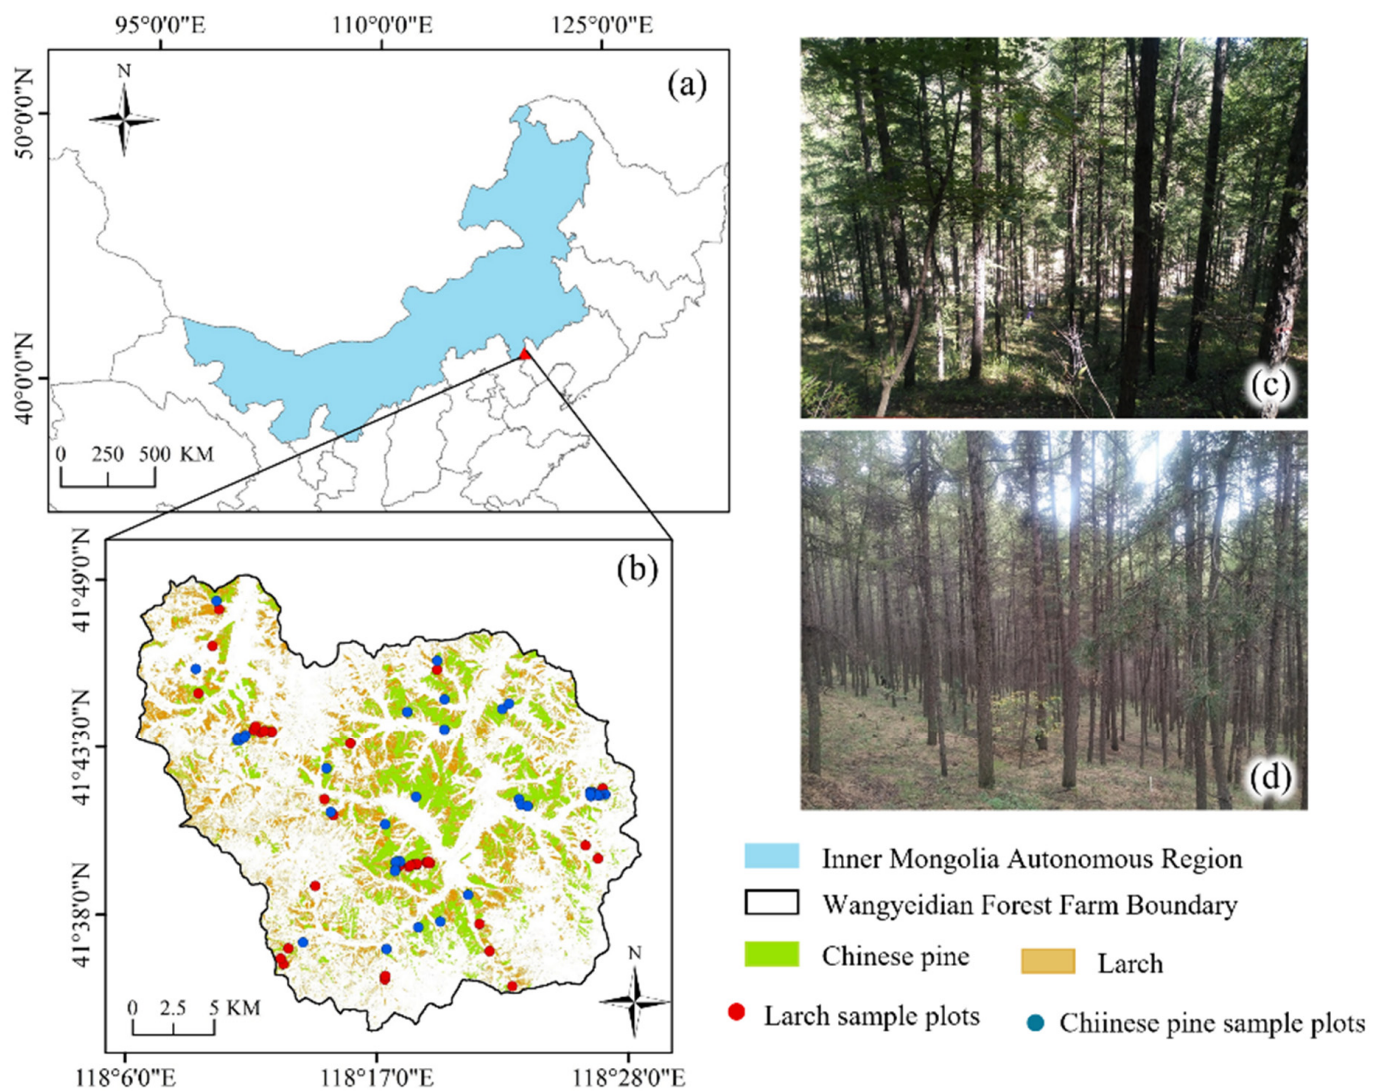 95°0'0"E 110°0'0"E 125°0'0"E
50°0'0"N
40°0'0"N
N
(a)
0 250 500 KM
(b)
41°49'0"N
41°43'30"N
41°38'0"N
N
0 2.5 5 KM
118°6'0"E 118°17'0"E 118°28'0"E
(c)
(d)
Inner Mongolia Autonomous Region
Wangyeidian Forest Farm Boundary
Chinese pine Larch
Larch sample plots Chiinese pine sample plots